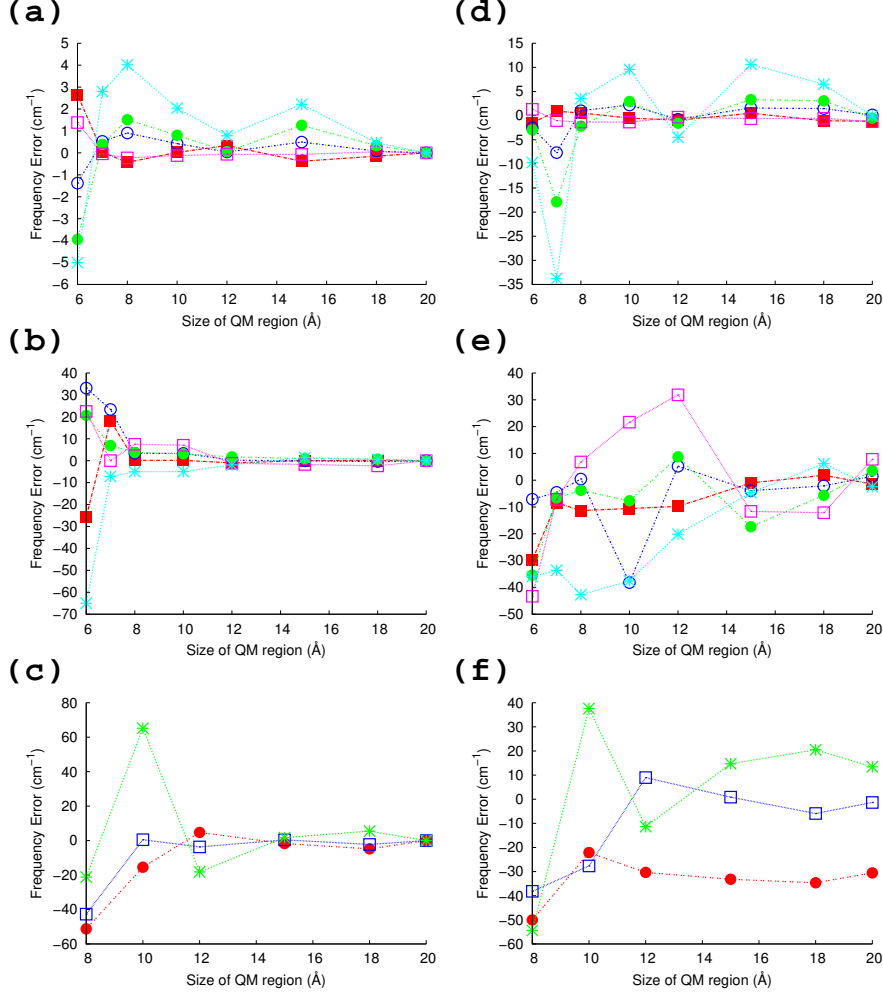 (a)
5
4
3
2
1
0
−1
−2
−3
−4
−5
−6
Frequency Error (cm⁻¹)
6 8 10 12 14 16 18 20
Size of QM region (Å)
(d)
15
10
5
0
−5
−10
−15
−20
−25
−30
−35
Frequency Error (cm⁻¹)
6 8 10 12 14 16 18 20
Size of QM region (Å)
(b)
40
30
20
10
0
−10
−20
−30
−40
−50
−60
−70
Frequency Error (cm⁻¹)
6 8 10 12 14 16 18 20
Size of QM region (Å)
(e)
40
30
20
10
0
−10
−20
−30
−40
−50
Frequency Error (cm⁻¹)
6 8 10 12 14 16 18 20
Size of QM region (Å)
(c)
80
60
40
20
0
−20
−40
−60
Frequency Error (cm⁻¹)
8 10 12 14 16 18 20
Size of QM region (Å)
(f)
40
30
20
10
0
−10
−20
−30
−40
−50
−60
Frequency Error (cm⁻¹)
8 10 12 14 16 18 20
Size of QM region (Å)